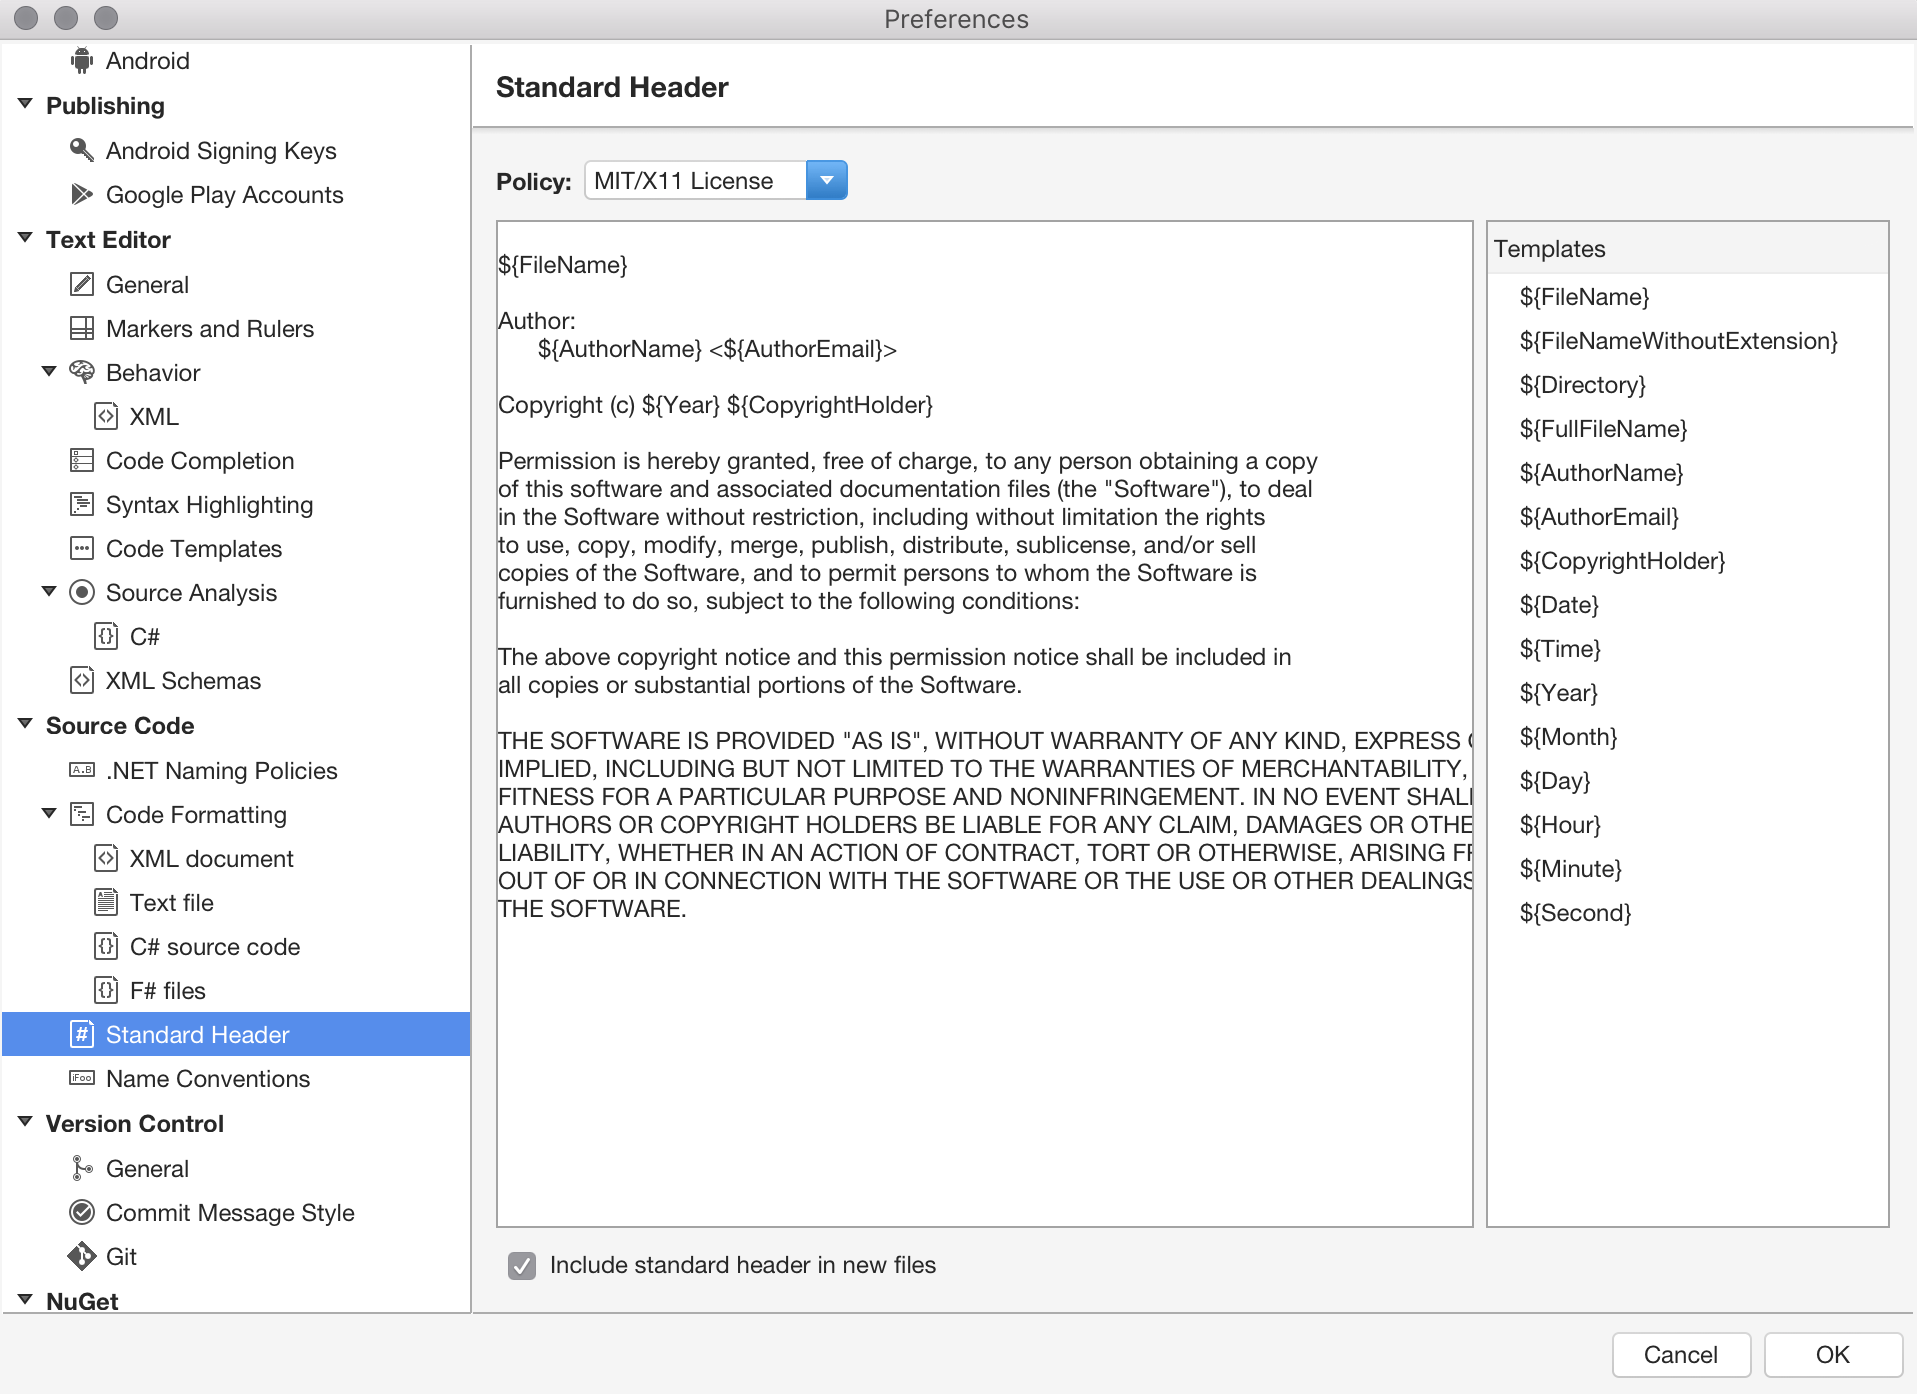 Preferences
Android
Publishing
Android Signing Keys
Google Play Accounts
Text Editor
General
Markers and Rulers
Behavior
XML
Code Completion
Syntax Highlighting
Code Templates
Source Analysis
C#
XML Schemas
Source Code
.NET Naming Policies
Code Formatting
XML document
Text file
C# source code
F# files
Standard Header
Name Conventions
Version Control
General
Commit Message Style
Git
NuGet
Standard Header
Policy: MIT/X11 License
${FileName}
Author:
${AuthorName} <${AuthorEmail}>
Copyright (c) ${Year} ${CopyrightHolder}
Permission is hereby granted, free of charge, to any person obtaining a copy
of this software and associated documentation files (the "Software"), to deal
in the Software without restriction, including without limitation the rights
to use, copy, modify, merge, publish, distribute, sublicense, and/or sell
copies of the Software, and to permit persons to whom the Software is
furnished to do so, subject to the following conditions:
The above copyright notice and this permission notice shall be included in
all copies or substantial portions of the Software.
THE SOFTWARE IS PROVIDED "AS IS", WITHOUT WARRANTY OF ANY KIND, EXPRESS
IMPLIED, INCLUDING BUT NOT LIMITED TO THE WARRANTIES OF MERCHANTABILITY,
FITNESS FOR A PARTICULAR PURPOSE AND NONINFRINGEMENT. IN NO EVENT SHAL
AUTHORS OR COPYRIGHT HOLDERS BE LIABLE FOR ANY CLAIM, DAMAGES OR OTHE
LIABILITY, WHETHER IN AN ACTION OF CONTRACT, TORT OR OTHERWISE, ARISING F
OUT OF OR IN CONNECTION WITH THE SOFTWARE OR THE USE OR OTHER DEALINGS
THE SOFTWARE.
Templates
${FileName}
${FileNameWithoutExtension}
${Directory}
${FullFileName}
${AuthorName}
${AuthorEmail}
${CopyrightHolder}
${Date}
${Time}
${Year}
${Month}
${Day}
${Hour}
${Minute}
${Second}
Include standard header in new files
Cancel
OK